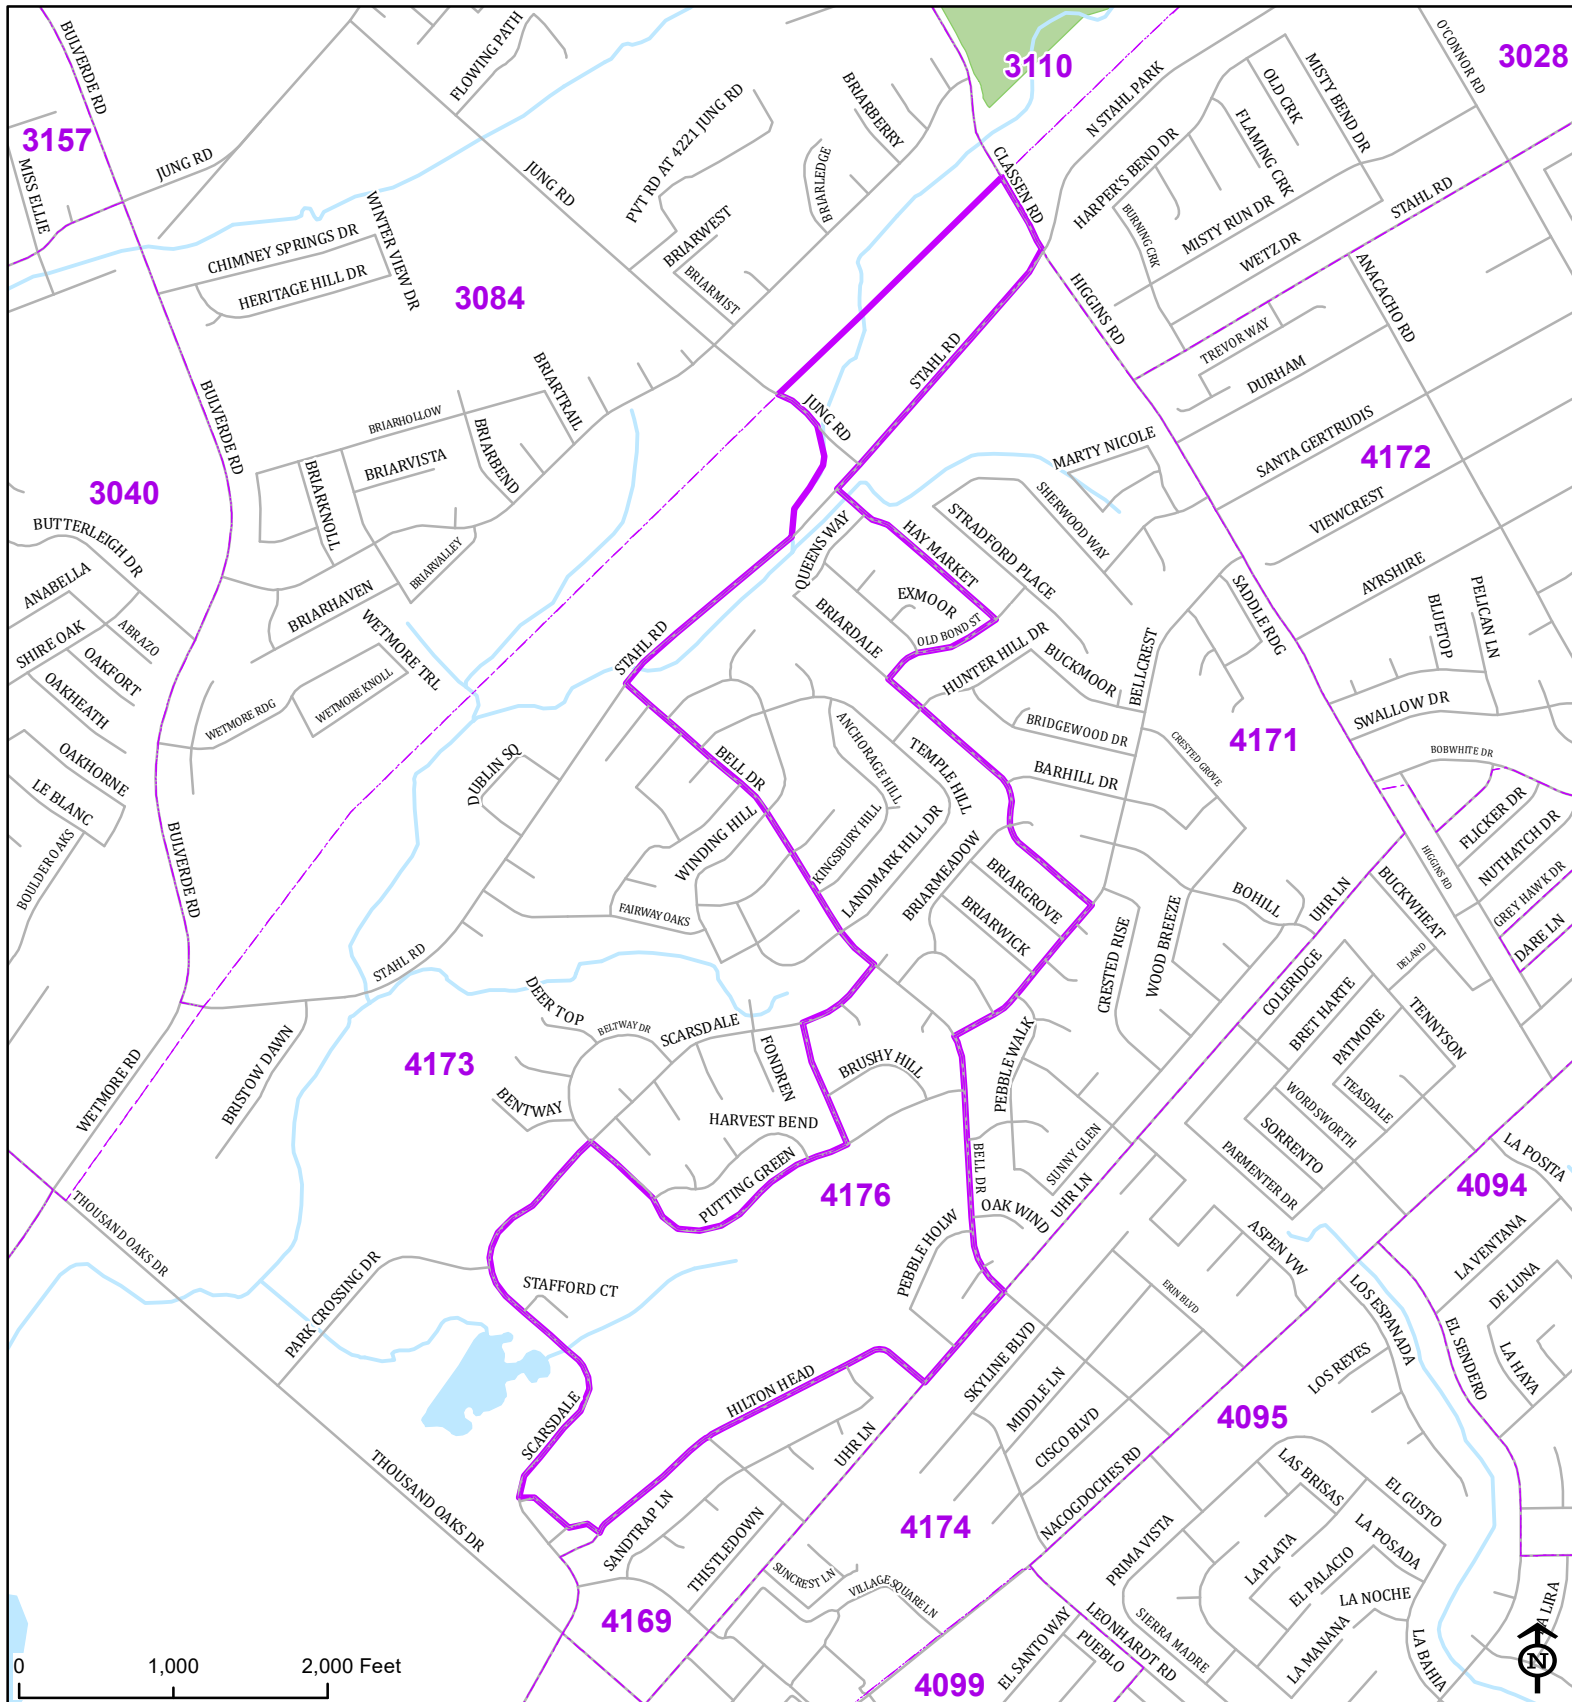 BULVERDE RD
FLOWING PATH
3110
O'CONNOR RD
3028
3157
JUNG RD
MISS ELLIE
JUNG RD
PVT RD AT 4221 JUNG RD
BRIARBERRY
BRIARLEDGE
BRIARWEST
BRIARMIST
N STAHL PARK
CLASSEN RD
HARPER'S BEND DR
OLD CRK
MISTY BEND DR
FLAMING CRK
BURNING CRK
MISTY RUN DR
WETZ DR
STAHL RD
WINTER VIEW DR
CHIMNEY SPRINGS DR
HERITAGE HILL DR
3084
HIGGINS RD
ANACACHO RD
TREVOR WAY
DURHAM
STAHL RD
JUNG RD
BULVERDE RD
BRIARHOLLOW
BRIARTRAIL
BRIARBEND
BRIARVISTA
BRIARKNOLL
3040
MARTY NICOLE
SANTA GERTRUDIS
4172
VIEWCREST
AYRSHIRE
BUTTERLEIGH DR
ANABELLA
ABRAZO
SHIRE OAK
OAKFORT
OAKHEATH
OAKHORNE
LE BLANC
BOULDER OAKS
BRIARVALLEY
BRIARHAVEN
WETMORE TRL
WETMORE KNOLL
WETMORE RDG
QUEENS WAY
HAY MARKET
STRADFORD PLACE
SHERWOOD WAY
EXMOOR
OLD BOND ST
BRIARDALE
HUNTER HILL DR
BUCKMOOR
BELLCREST
SADDLE RDG
BLUETOP
PELICAN LN
SWALLOW DR
BOBWHITE DR
STAHL RD
BRIDGEWOOD DR
CRESTED GROVE
4171
BARHILL DR
DUBLIN SQ
BELL DR
ANCHORAGE HILL
TEMPLE HILL
KINGSBURY HILL
LANDMARK HILL DR
WINDING HILL
FAIRWAY OAKS
BRIARMEADOW
BRIARGROVE
BRIARWICK
BULVERDE RD
STAHL RD
FLICKER DR
NUTHATCH DR
GREY HAWK DR
DARE LN
HIGGINS RD
BUCKWHEAT
BOHILL
UHR LN
CRESTED RISE
WOOD BREEZE
COLERIDGE
DELAND
BRET HARTE
PATMORE
TENNYSON
TEASDALE
WORDSWORTH
SORRENTO
PARMENTER DR
DEER TOP
BELTWAY DR
SCARSDALE
FONDREN
4173
BENTWAY
HARVEST BEND
BRUSHY HILL
PUTTING GREEN
4176
PEBBLE WALK
SUNNY GLEN
BELL DR
OAK WIND
UHR LN
PEBBLE HOLW
WETMORE RD
BRISTOW DAWN
THOUSAND OAKS DR
PARK CROSSING DR
STAFFORD CT
LA POSITA
4094
LA VENTANA
DE LUNA
EL SENDERO
LA HAYA
ASPEN VW
ERIN BLVD
LOS ESPANADA
LOS REYES
4095
SKYLINE BLVD
MIDDLE LN
CISCO BLVD
NACOGDOCHES RD
HILTON HEAD
UHR LN
SCARSDALE
THOUSAND OAKS DR
SANDTRAP LN
THISTLEDOWN
SUNCREST LN
VILLAGE SQUARE LN
4174
4169
PRIMA VISTA
LAS BRISAS
EL GUSTO
LA POSADA
LA PLATA
EL PALACIO
LA NOCHE
LA MANANA
LA BAHIA
LA LIRA
SIERRA MADRE
LEONHARDT RD
PUEBLO
EL SANTO WAY
4099
0 1,000 2,000 Feet
N